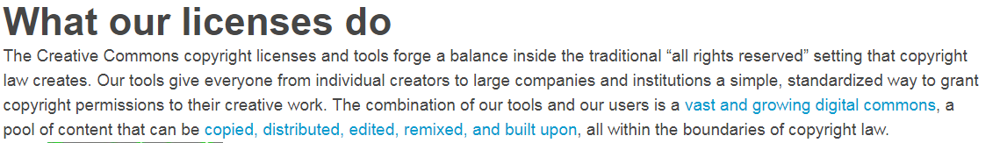 What our licenses do
The Creative Commons copyright licenses and tools forge a balance inside the traditional “all rights reserved” setting that copyright
law creates. Our tools give everyone from individual creators to large companies and institutions a simple, standardized way to grant
copyright permissions to their creative work. The combination of our tools and our users is a vast and growing digital commons, a
pool of content that can be copied, distributed, edited, remixed, and built upon, all within the boundaries of copyright law.